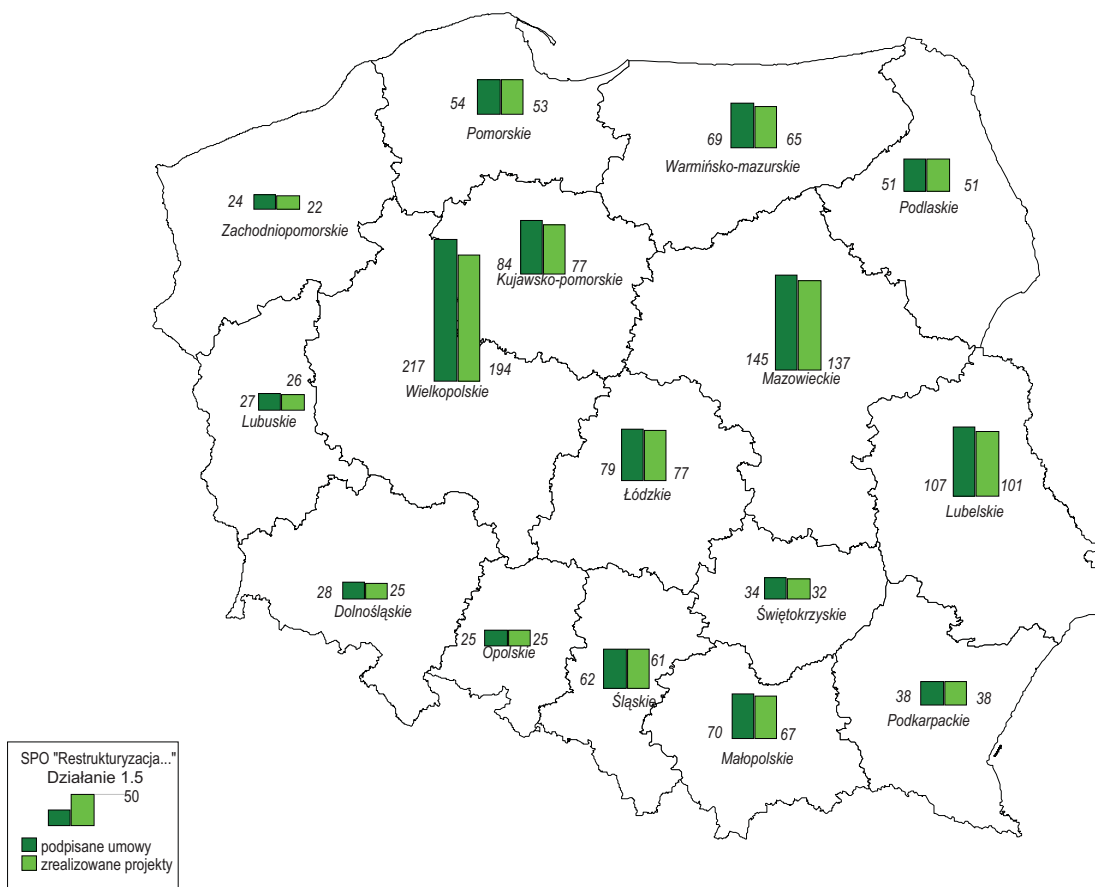 54 53
Pomorskie
69 65
Warmińsko-mazurskie
51 51
Podlaskie
24 22
Zachodniopomorskie
84 77
Kujawsko-pomorskie
217 194
Wielkopolskie
145 137
Mazowieckie
26
27
Lubuskie
79 77
Łódzkie
107 101
Lubelskie
28 25
Dolnośląskie
34 32
Świętokrzyskie
25 25
Opolskie
62 61
Śląskie
70 67
Małopolskie
38 38
Podkarpackie
SPO "Restrukturyzacja..."
Działanie 1.5
50
podpisane umowy
zrealizowane projekty